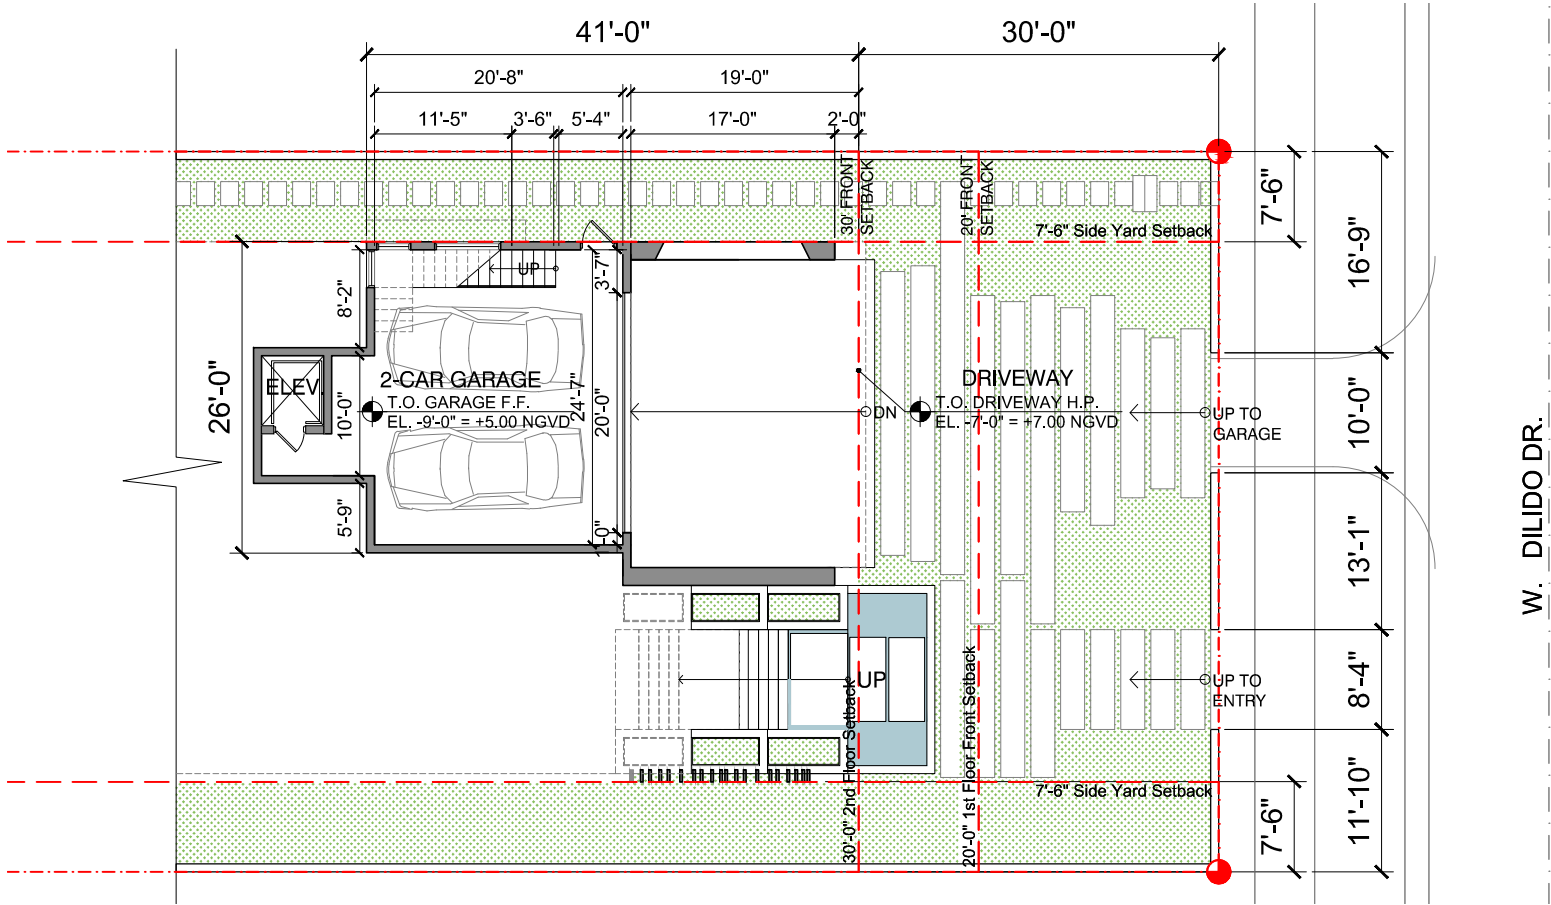 41'-0"
30'-0"
20'-8"
19'-0"
11'-5"
3'-6"
5'-4"
17'-0"
2'-0"
30' FRONT
SETBACK
20' FRONT
SETBACK
7'-6"
7'-6" Side Yard Setback
16'-9"
UP
3'-7"
8'-2"
26'-0"
ELEV.
2-CAR GARAGE
T.O. GARAGE F.F.
EL. -9'-0" = +5.00 NGVD
24'-7"
20'-0"
10'-0"
DN
DRIVEWAY
T.O. DRIVEWAY H.P.
EL. -7'-0" = +7.00 NGVD
UP TO
GARAGE
10'-0"
W. DILIDO DR.
5'-9"
13'-1"
UP
UP TO
ENTRY
8'-4"
30'-0" 2nd Floor Setback
20'-0" 1st Floor Front Setback
7'-6" Side Yard Setback
7'-6"
11'-10"